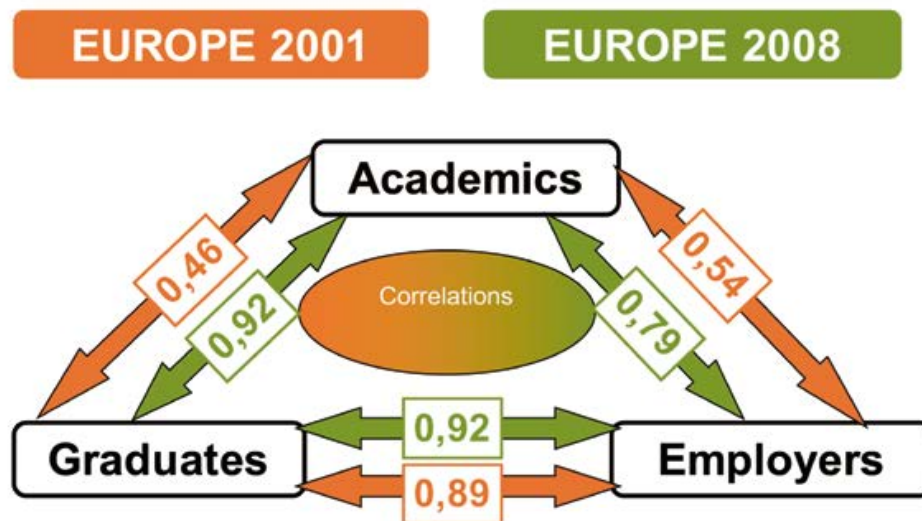 EUROPE 2001
EUROPE 2008
Academics
0,46
0,92
Correlations
0,79
0,54
Graduates
0,92
0,89
Employers